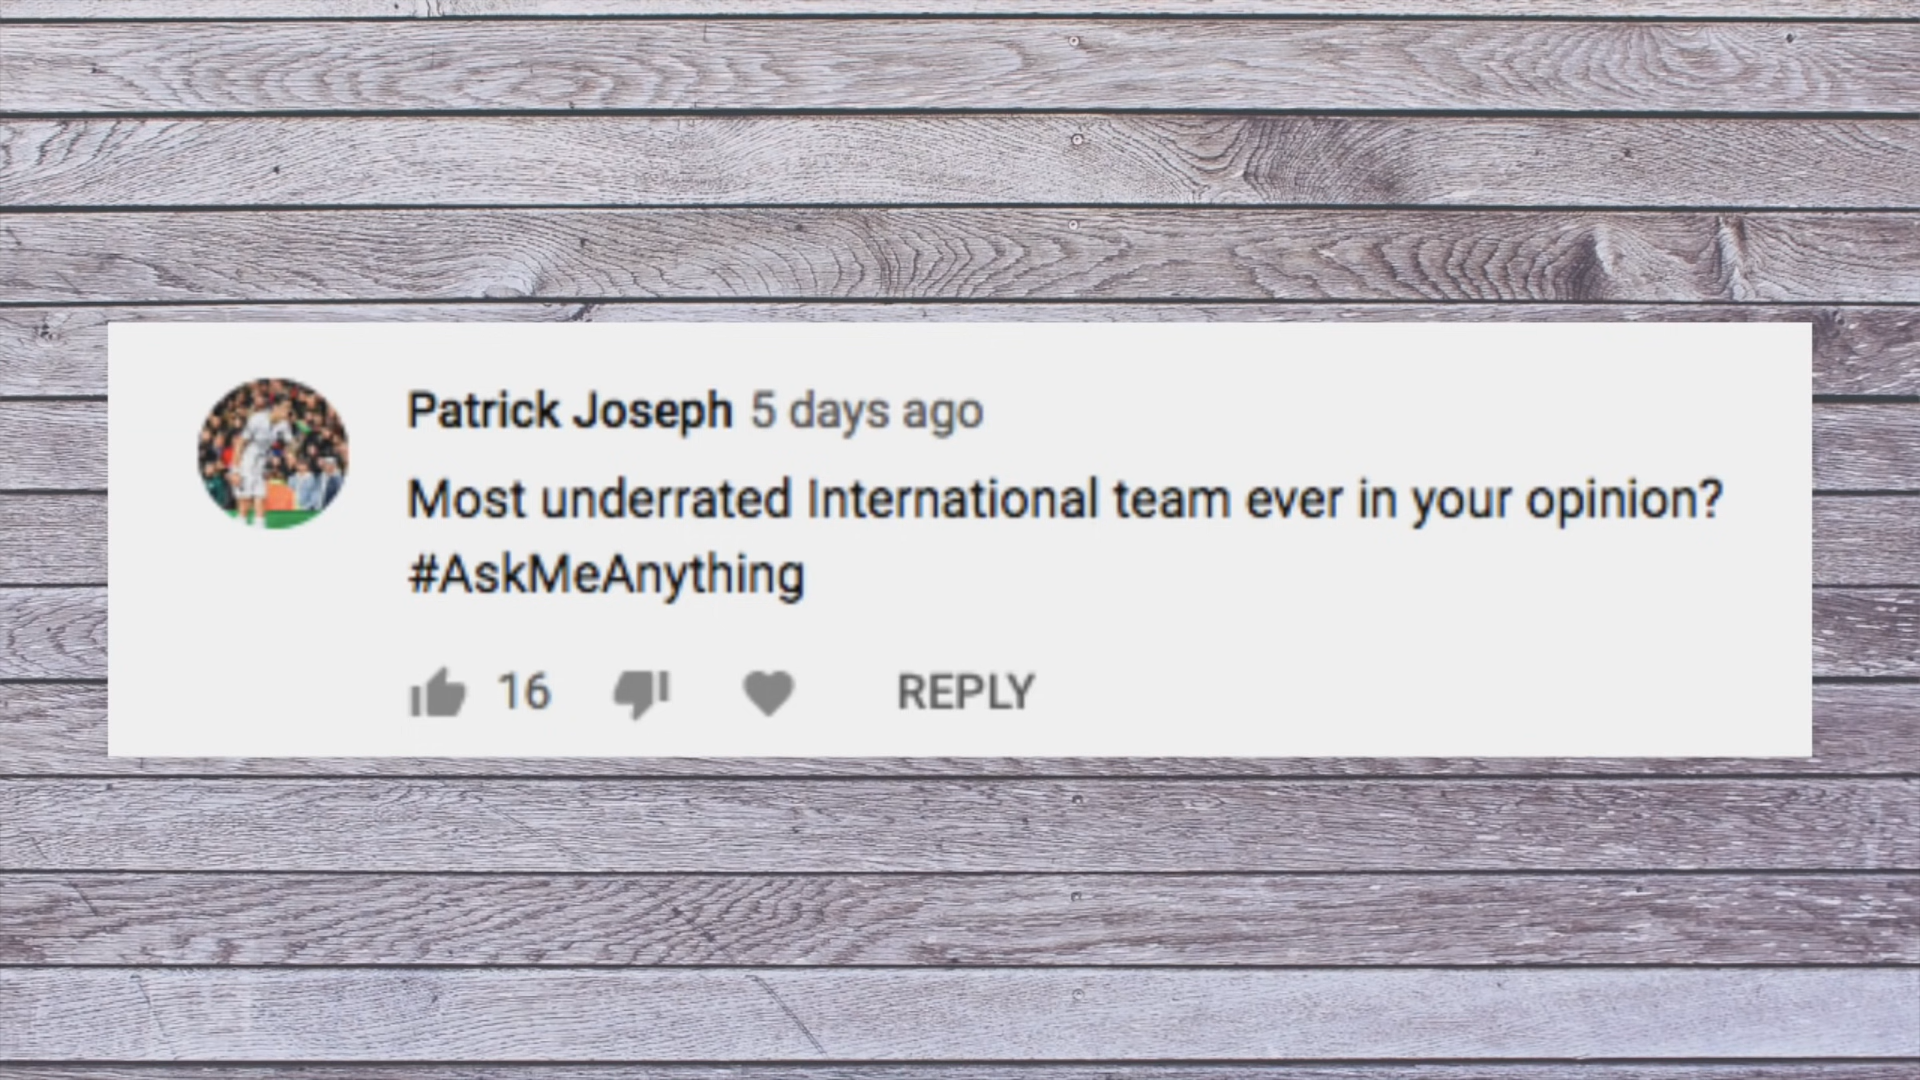 Patrick Joseph 5 days ago
Most underrated International team ever in your opinion?
#AskMeAnything
16 REPLY